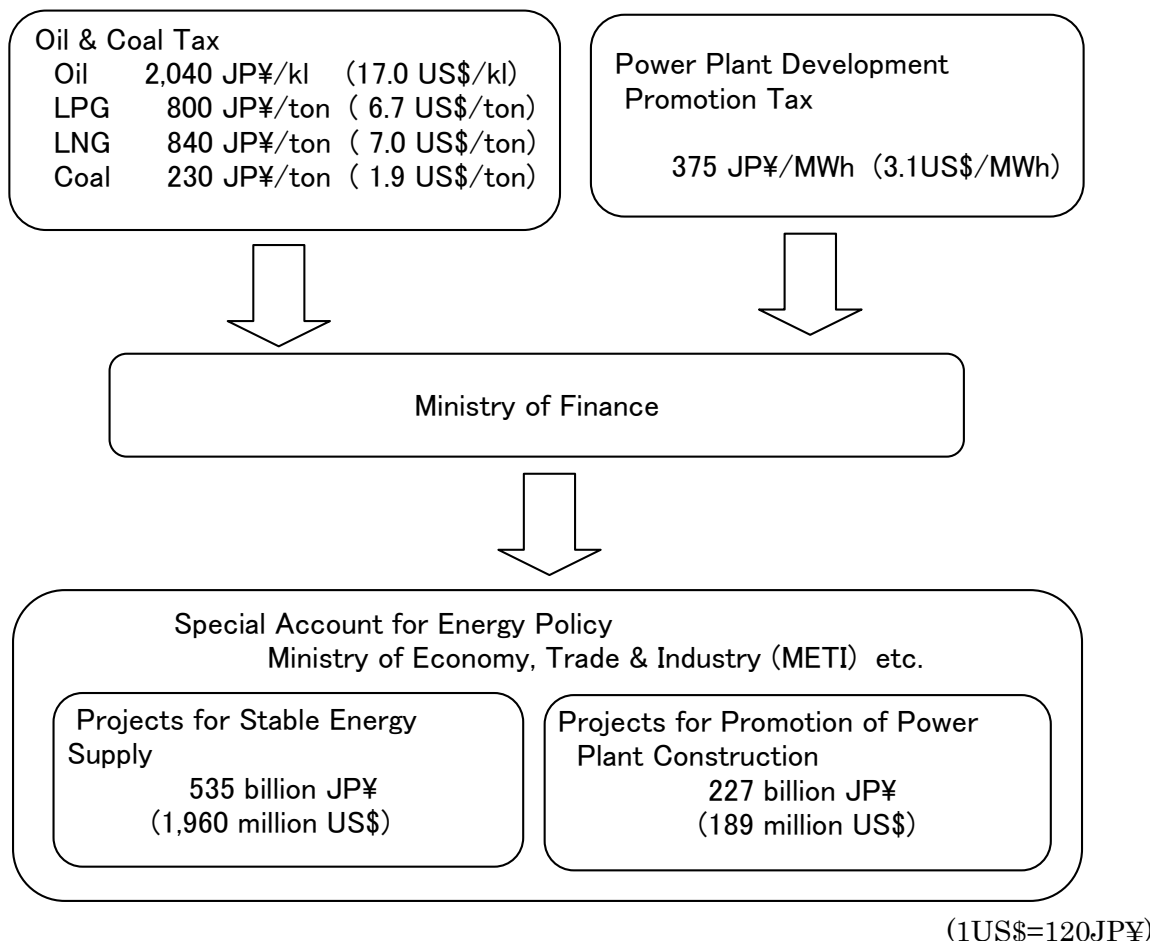 Oil & Coal Tax
Oil 2,040 JP¥/kl (17.0 US$/kl)
LPG 800 JP¥/ton ( 6.7 US$/ton)
LNG 840 JP¥/ton ( 7.0 US$/ton)
Coal 230 JP¥/ton ( 1.9 US$/ton)
Power Plant Development
Promotion Tax
375 JP¥/MWh (3.1US$/MWh)
Ministry of Finance
Special Account for Energy Policy
Ministry of Economy, Trade & Industry (METI) etc.
Projects for Stable Energy
Supply
535 billion JP¥
(1,960 million US$)
Projects for Promotion of Power
Plant Construction
227 billion JP¥
(189 million US$)
(1US$=120JP¥)